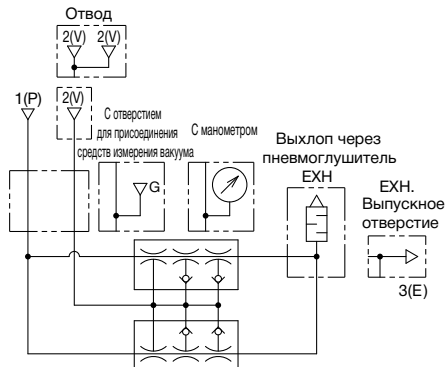 Отвод
2(V) 2(V)
1(P)
2(V)
С отверстием
для присоединения
средств измерения вакуума
G
С манометром
Выхлоп через
пневмоглушитель
EXH
EXH.
Выпускное
отверстие
3(E)